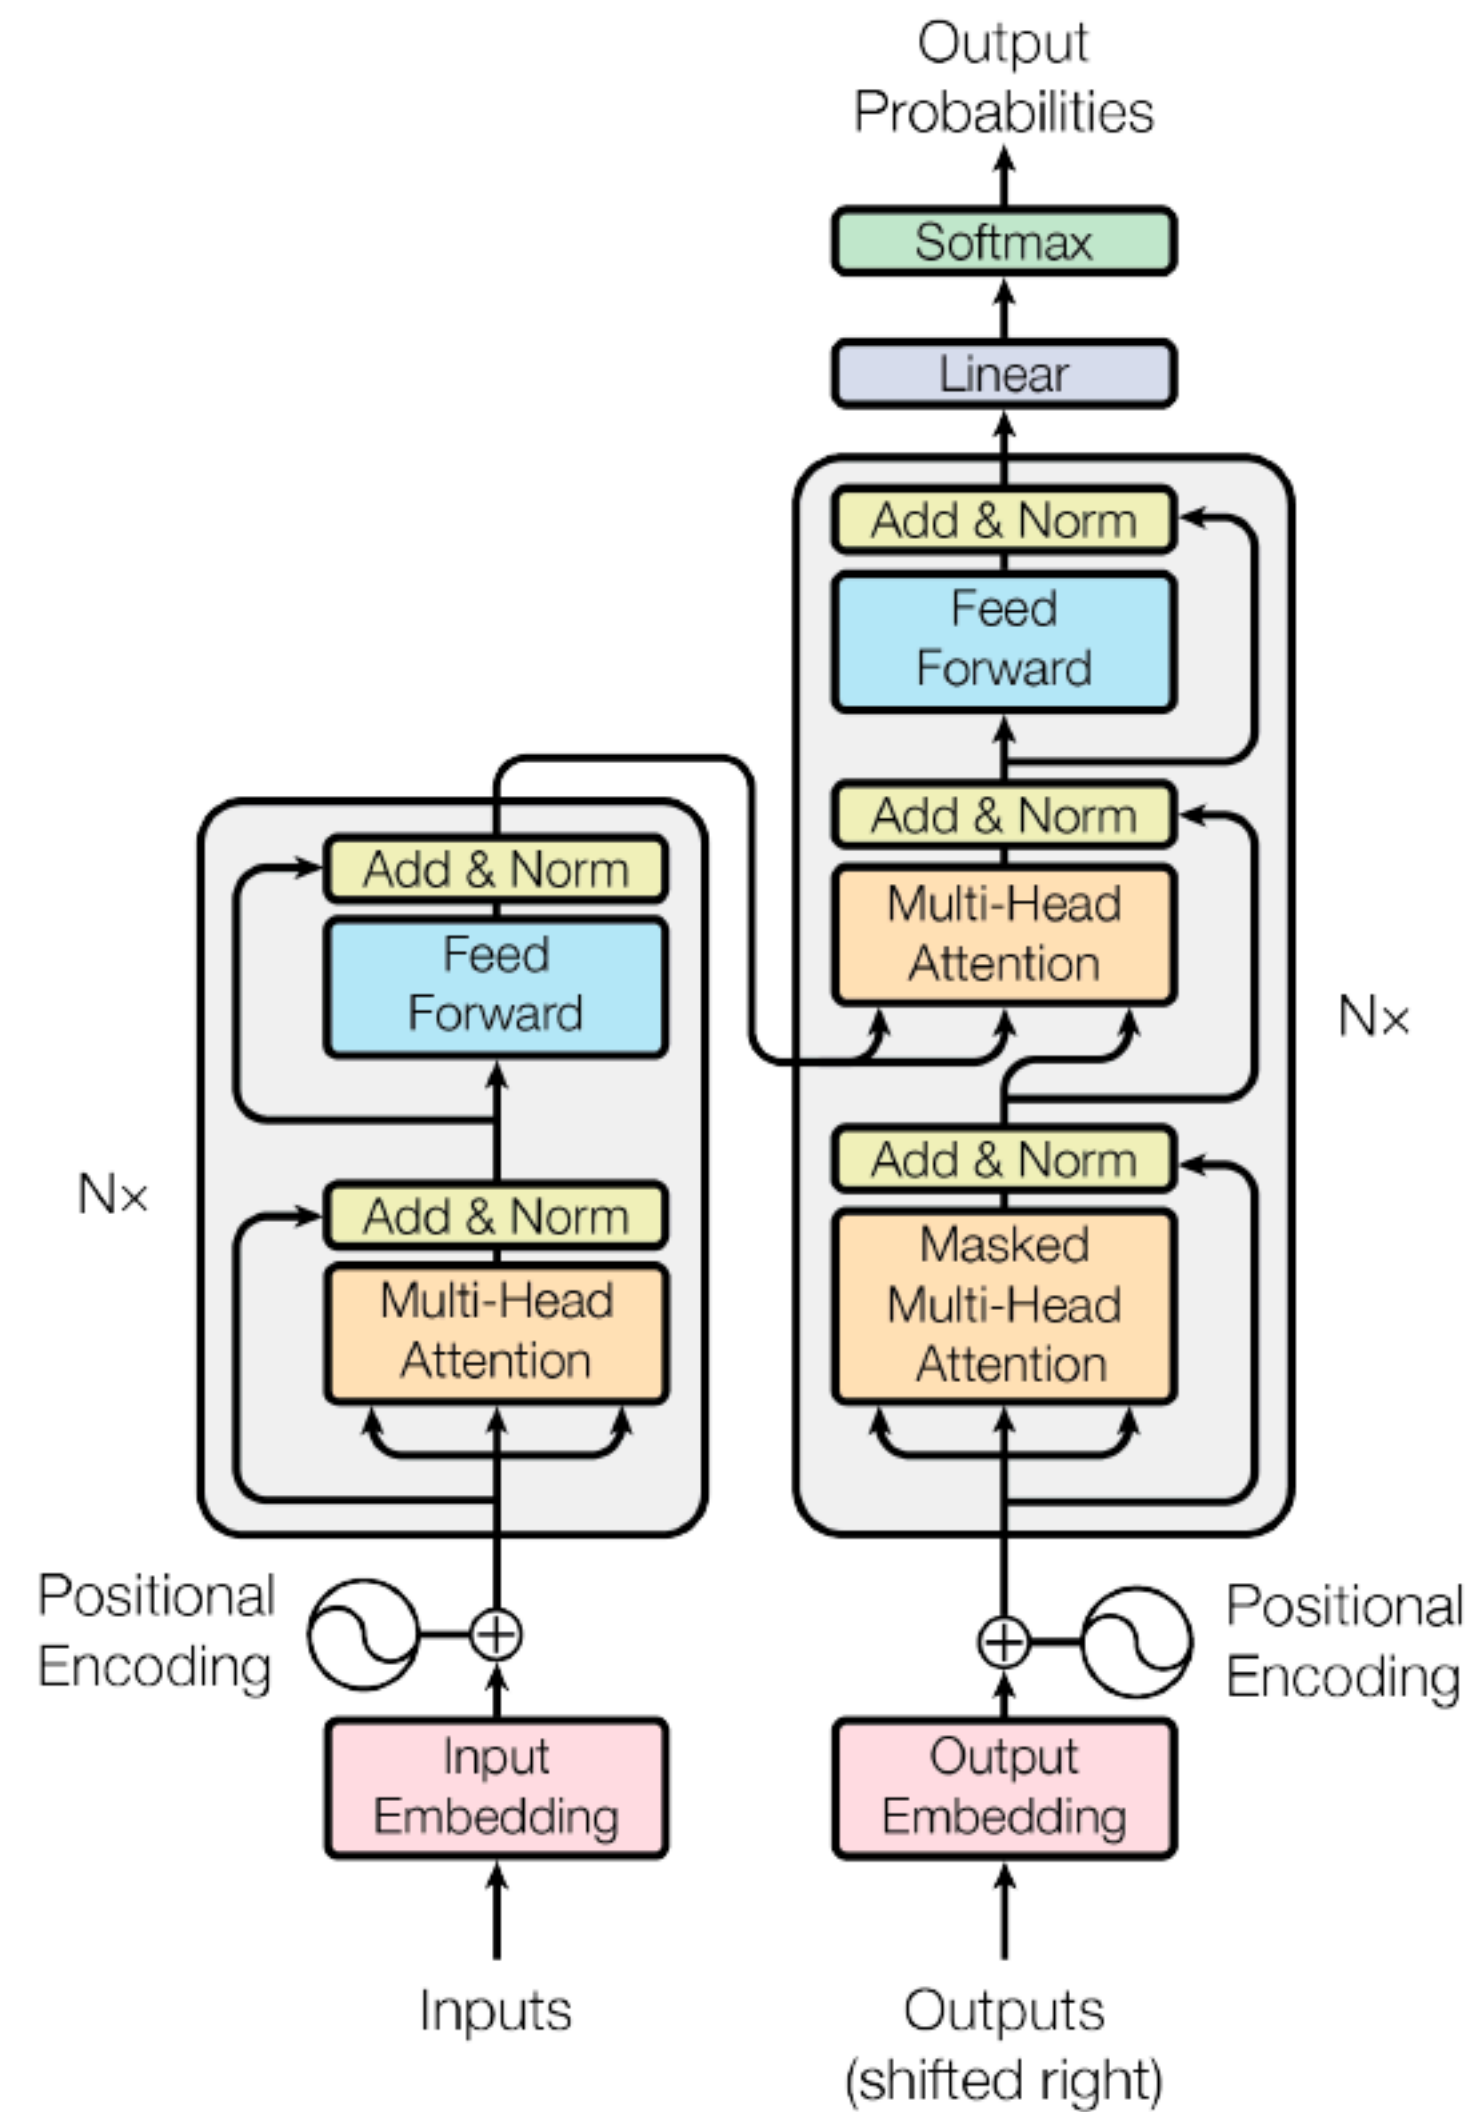 Output
Probabilities
Softmax
Linear
Add & Norm
Feed
Forward
Add & Norm
Multi-Head
Attention
N×
Add & Norm
Masked
Multi-Head
Attention
Positional
Encoding
Output
Embedding
Outputs
(shifted right)
Add & Norm
Feed
Forward
N×
Add & Norm
Multi-Head
Attention
Positional
Encoding
Input
Embedding
Inputs